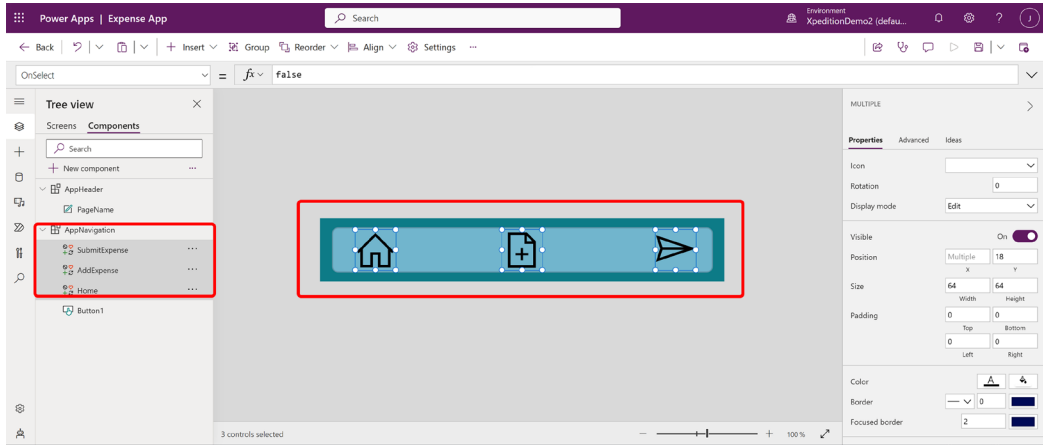 Power Apps | Expense App
Search
Environment
XpeditionDemo2 (defau...
J
Back
Insert
Group
Reorder
Align
Settings
OnSelect
=
fx
false
Tree view
Screens
Components
Search
New component
AppHeader
PageName
AppNavigation
SubmitExpense
AddExpense
Home
Button1
3 controls selected
100 %
MULTIPLE
Properties
Advanced
Ideas
Icon
Rotation
0
Display mode
Edit
Visible
On
Position
Multiple
18
X
Y
Size
64
64
Width
Height
Padding
0
0
Top
Bottom
0
0
Left
Right
Color
A
Border
0
Focused border
2